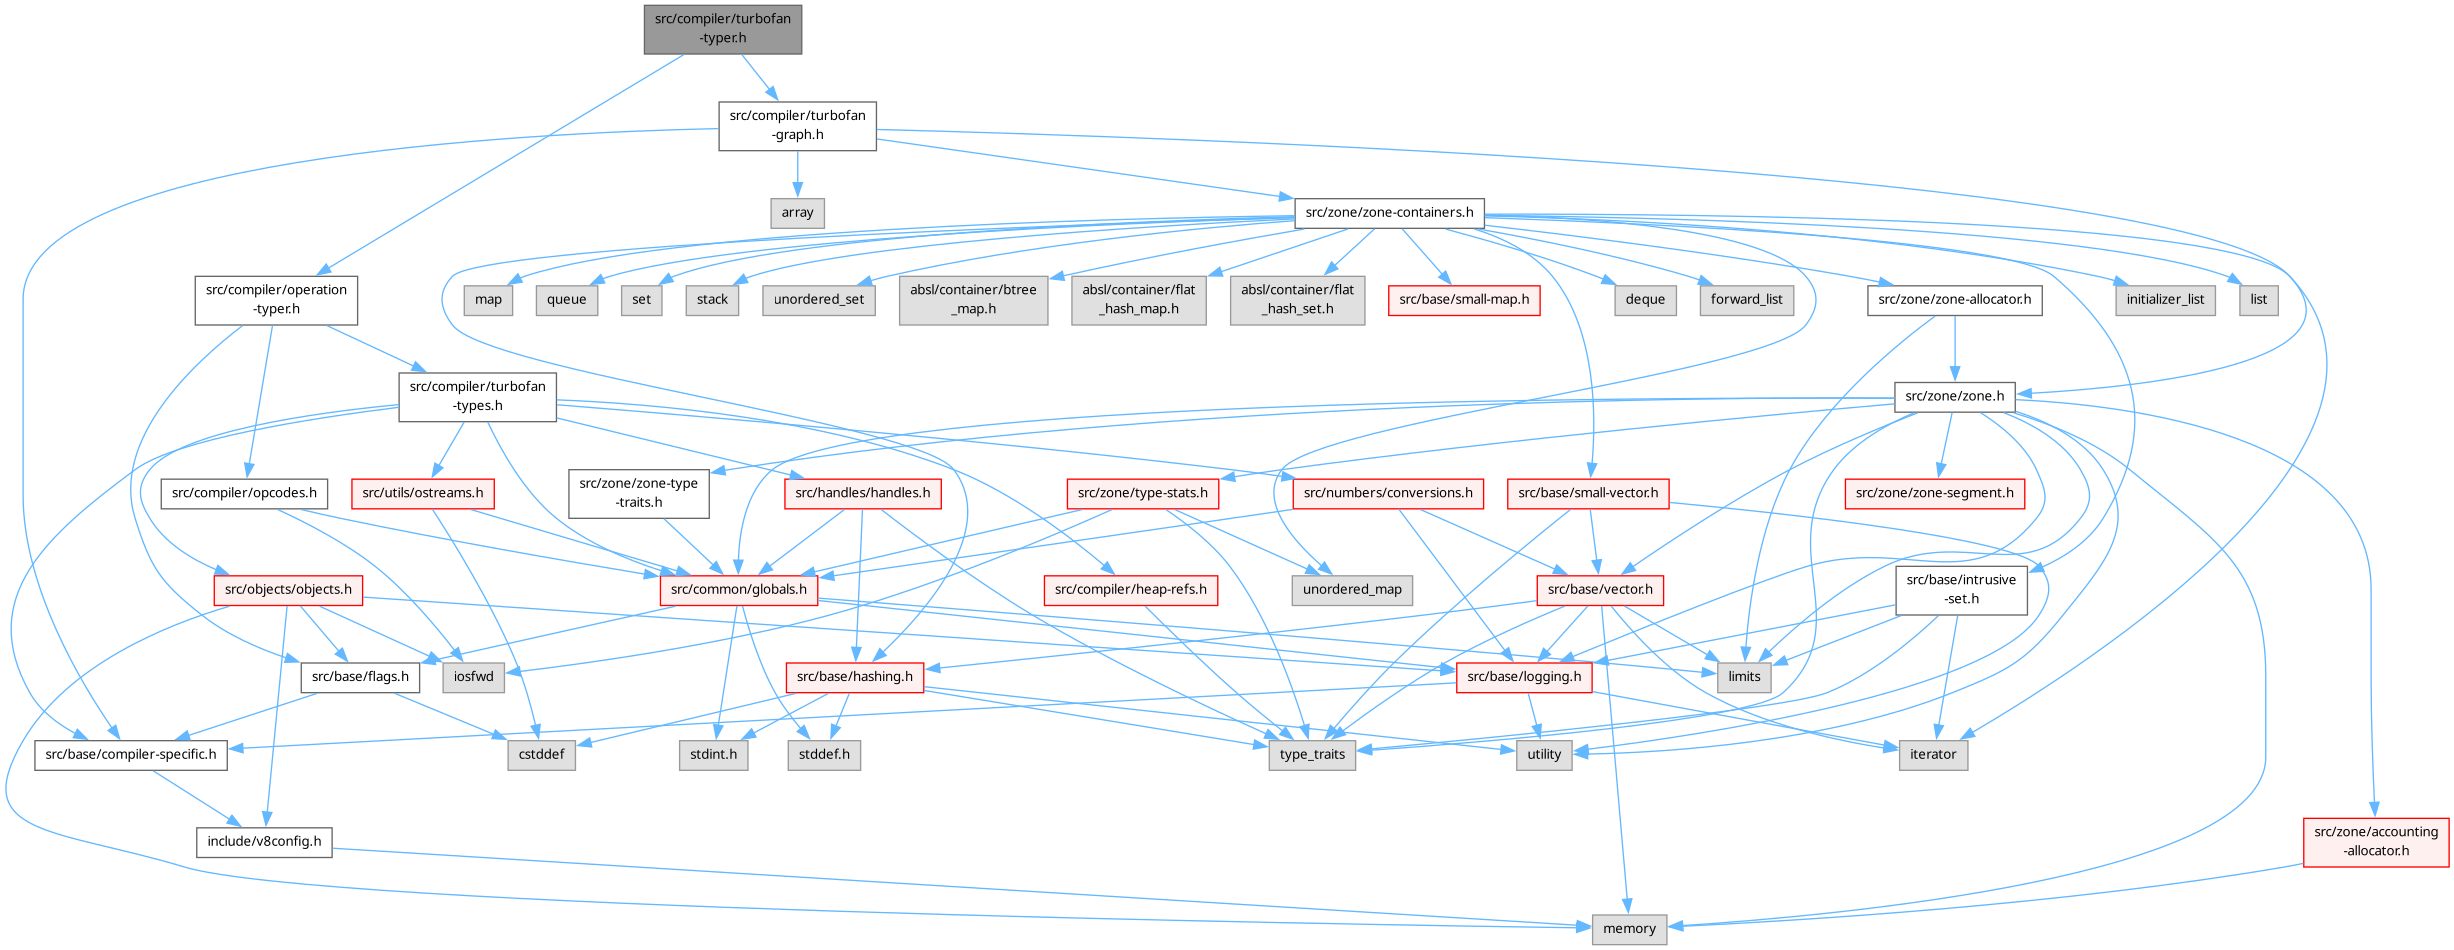 src/compiler/turbofan
-typer.h
src/compiler/turbofan
-graph.h
array
src/zone/zone-containers.h
src/compiler/operation
-typer.h
map
queue
set
stack
unordered_set
absl/container/btree
_map.h
absl/container/flat
_hash_map.h
absl/container/flat
_hash_set.h
src/base/small-map.h
deque
forward_list
src/zone/zone-allocator.h
initializer_list
list
src/compiler/turbofan
-types.h
src/zone/zone.h
src/compiler/opcodes.h
src/utils/ostreams.h
src/zone/zone-type
-traits.h
src/handles/handles.h
src/zone/type-stats.h
src/numbers/conversions.h
src/base/small-vector.h
src/zone/zone-segment.h
src/objects/objects.h
src/common/globals.h
src/compiler/heap-refs.h
unordered_map
src/base/vector.h
src/base/intrusive
-set.h
src/base/flags.h
iosfwd
src/base/hashing.h
src/base/logging.h
limits
src/base/compiler-specific.h
cstddef
stdint.h
stddef.h
type_traits
utility
iterator
include/v8config.h
src/zone/accounting
-allocator.h
memory